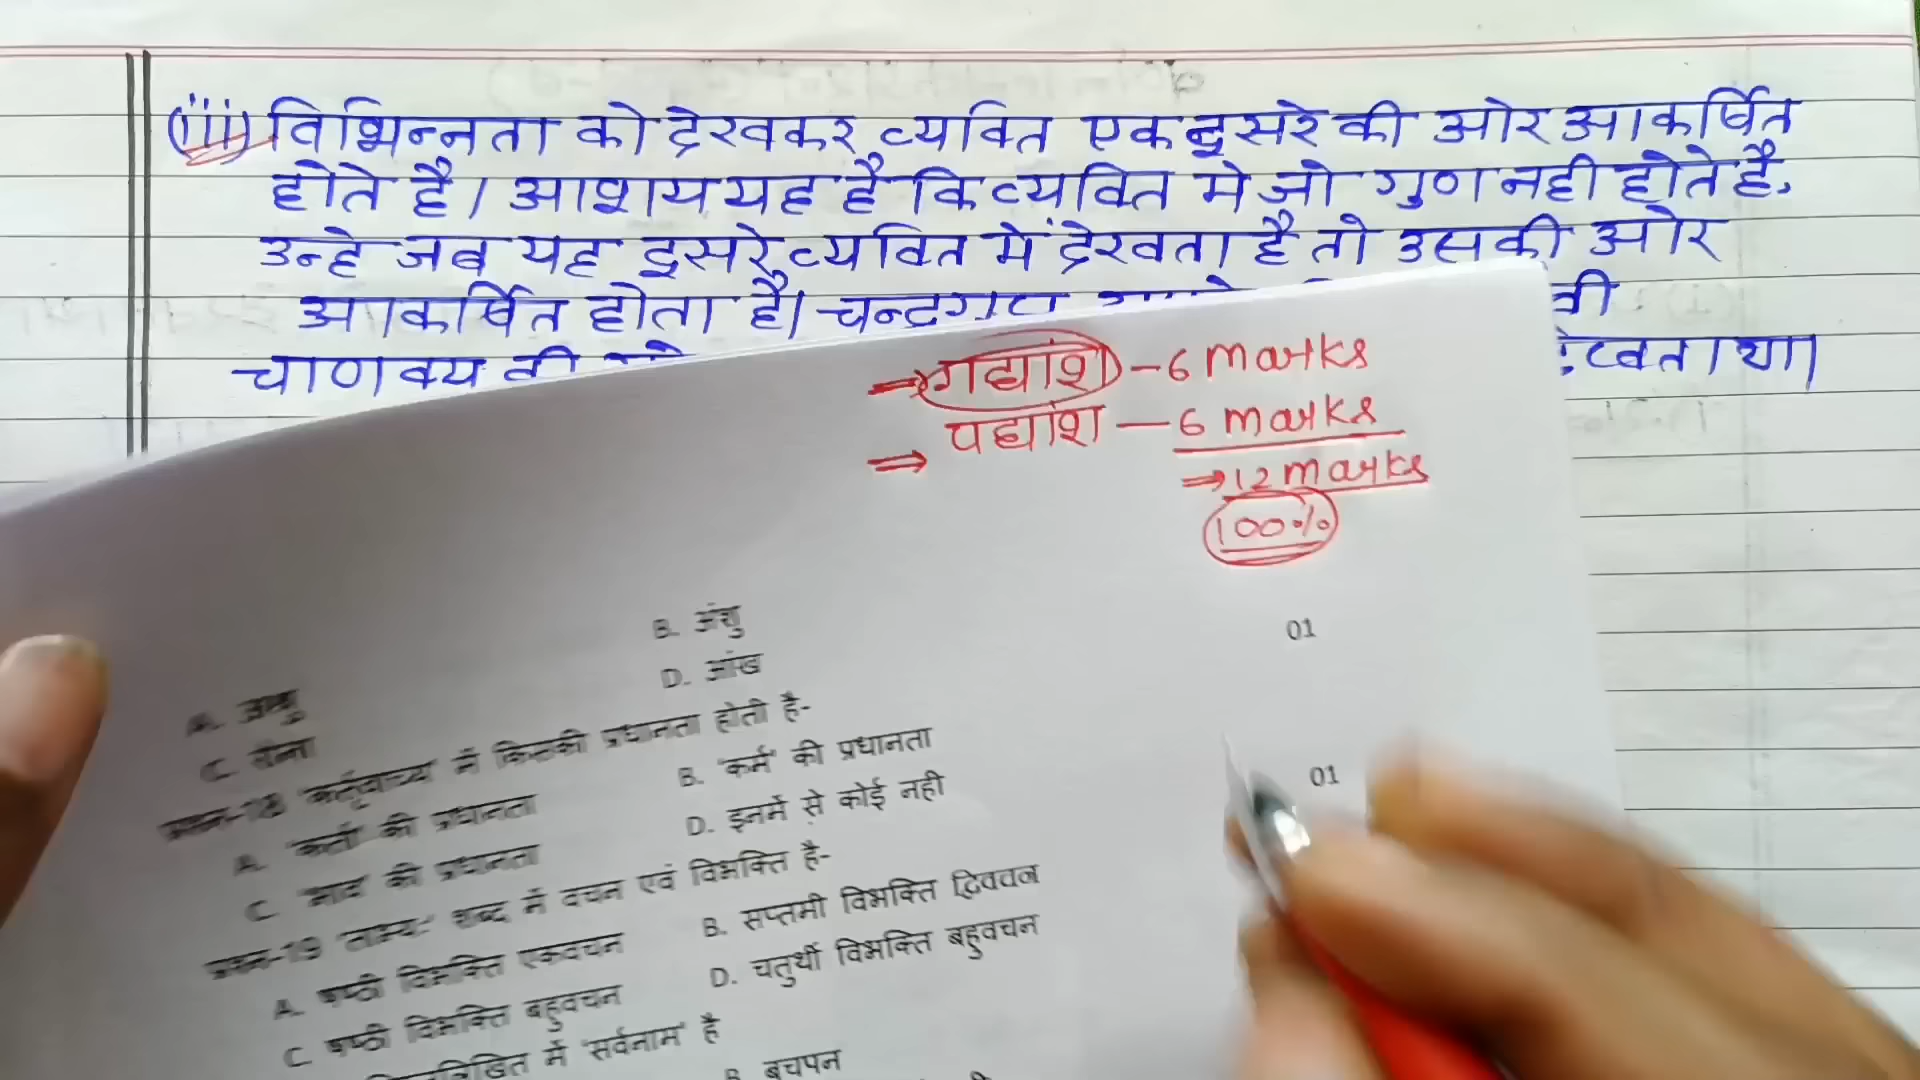 (iii) विभिन्नता को देखकर व्यक्ति एक दूसरे की ओर आकर्षित
होते है। आशय यह है कि व्यक्ति मे जो गुण नही होते है,
उन्हे जब यह दूसरे व्यक्ति में देखता है तो उसकी ओर
आकर्षित होता है। चन्द्रगुप्त
चाणक्य की
था।
→ गद्यांश – 6 marks
⇒ पद्यांश – 6 marks
→ 12 marks
100%
B. अंशु
01
D. आंख
प्रश्न-18 'कर्तृवाच्य' में किसकी प्रधानता होती है-
A. 'कर्ता' की प्रधानता B. 'कर्म' की प्रधानता
01
C. 'भाव' की प्रधानता D. इनमें से कोई नही
प्रश्न-19 शब्द में वचन एवं विभक्ति है-
A. षष्ठी विभक्ति एकवचन B. सप्तमी विभक्ति द्विवचन
C. षष्ठी विभक्ति बहुवचन D. चतुर्थी विभक्ति बहुवचन
में 'सर्वनाम' है
B. बचपन